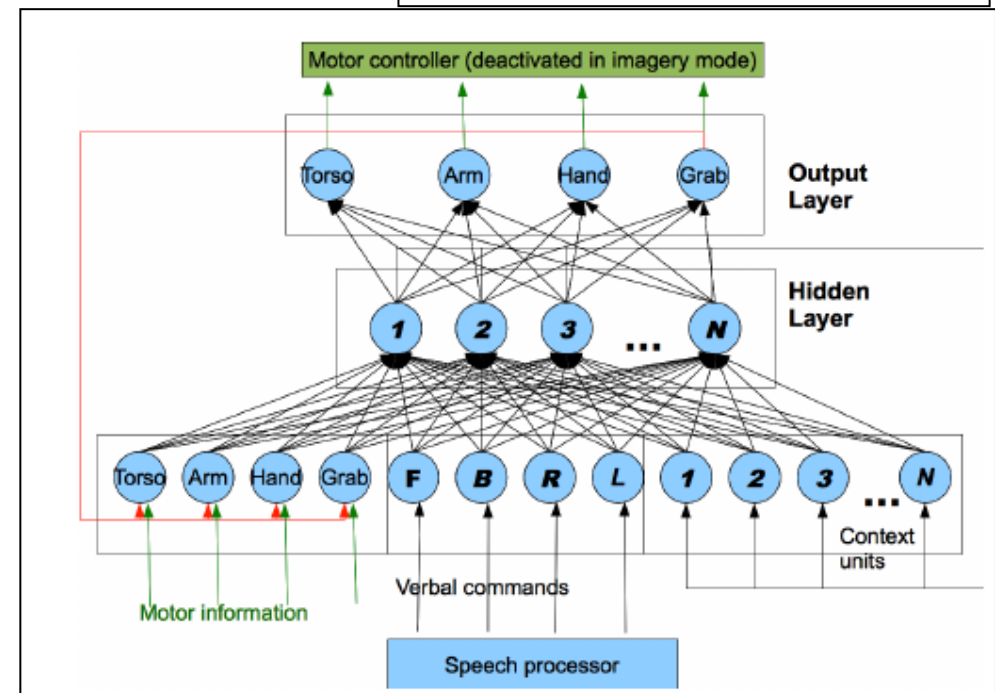 Motor controller (deactivated in imagery mode)
Torso Arm Hand Grab
Output
Layer
Hidden
Layer
1 2 3 ... N
Torso Arm Hand Grab F B R L 1 2 3 ... N
Context
units
Verbal commands
Motor information
Speech processor